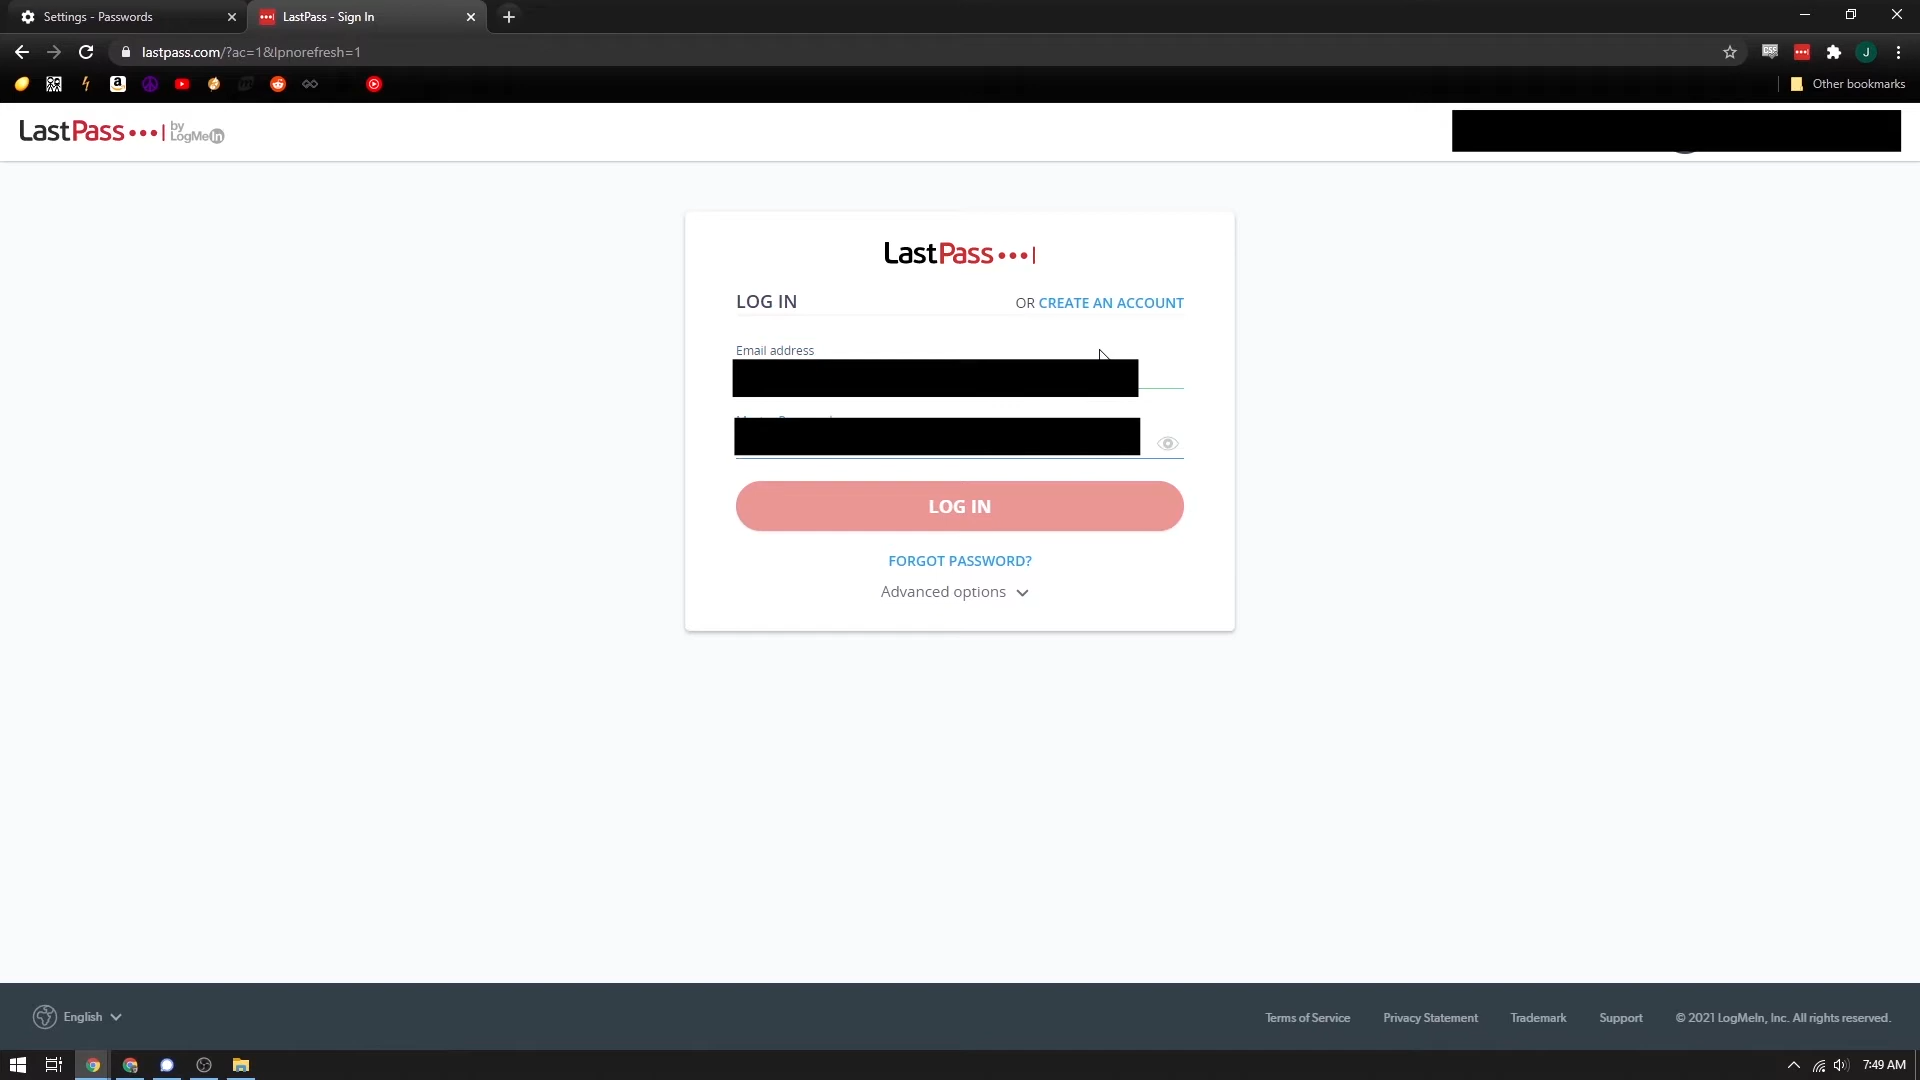 Settings - Passwords
LastPass - Sign In
lastpass.com/?ac=1&lpnorefresh=1
CSS
J
Other bookmarks
LastPass by LogMeIn
LastPass
LOG IN
OR CREATE AN ACCOUNT
Email address
LOG IN
FORGOT PASSWORD?
Advanced options
English
Terms of Service
Privacy Statement
Trademark
Support
© 2021 LogMeIn, Inc. All rights reserved.
7:49 AM